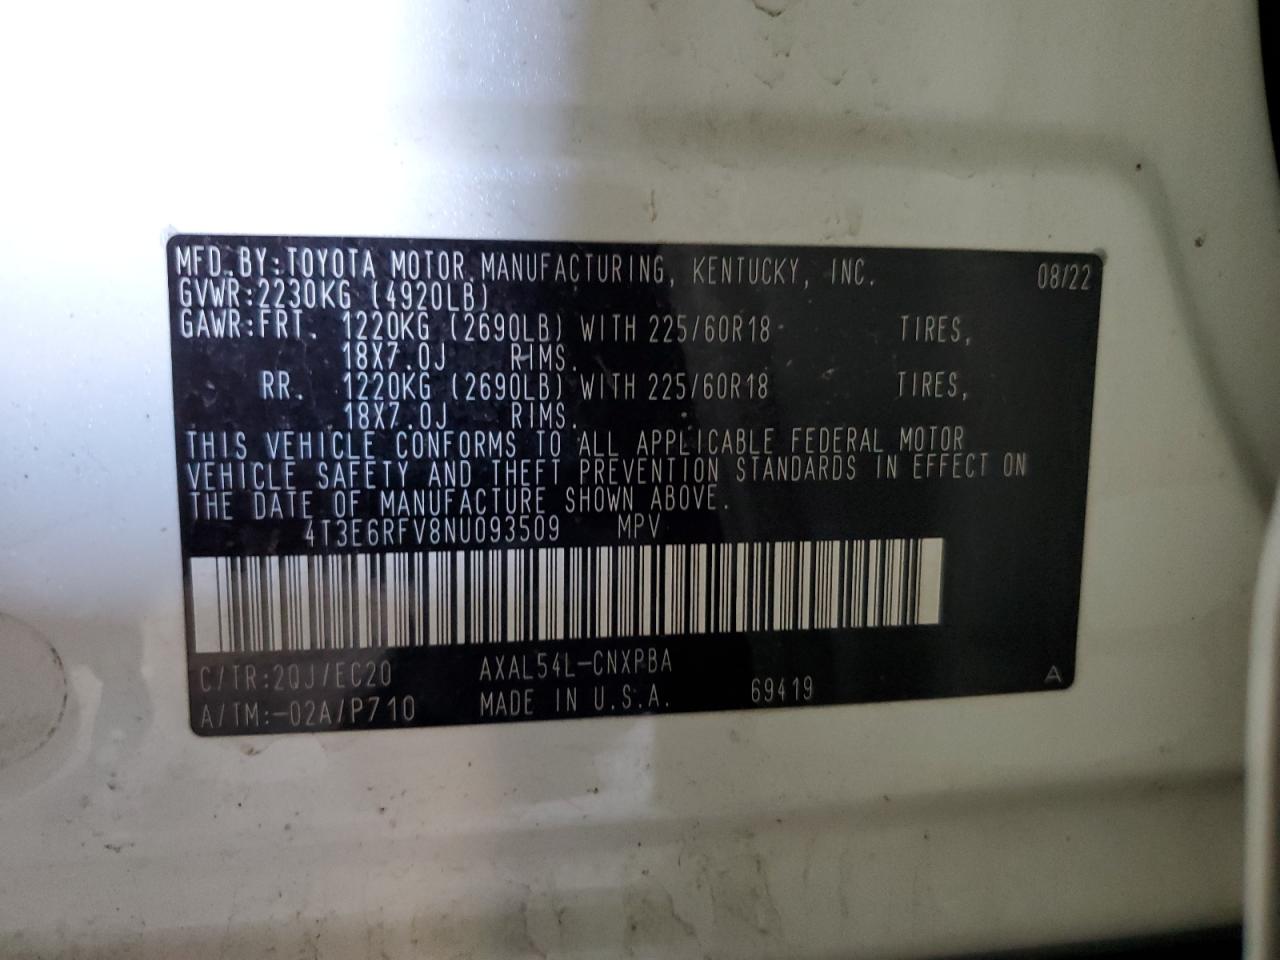 MFD. BY: TOYOTA MOTOR MANUFACTURING, KENTUCKY, INC. 08/22
GVWR: 2230KG (4920LB)
GAWR: FRT. 1220KG (2690LB) WITH 225/60R18 TIRES,
18X7.0J RIMS.
RR. 1220KG (2690LB) WITH 225/60R18 TIRES,
18X7.0J RIMS.
THIS VEHICLE CONFORMS TO ALL APPLICABLE FEDERAL MOTOR
VEHICLE SAFETY AND THEFT PREVENTION STANDARDS IN EFFECT ON
THE DATE OF MANUFACTURE SHOWN ABOVE.
4T3E6RFV8NU093509 MPV
C/TR: 2QJ/EC20 AXAL54L-CNXPBA
A/TM: -02A/P710 MADE IN U.S.A. 69419 A